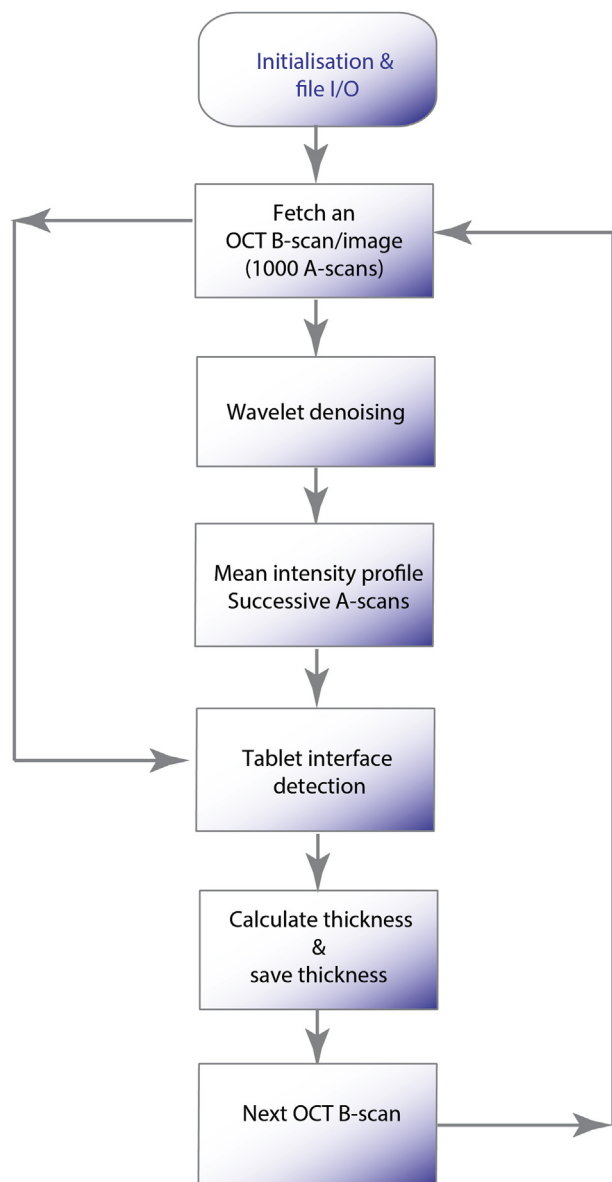 Initialisation &
file I/O
Fetch an
OCT B-scan/image
(1000 A-scans)
Wavelet denoising
Mean intensity profile
Successive A-scans
Tablet interface
detection
Calculate thickness
&
save thickness
Next OCT B-scan